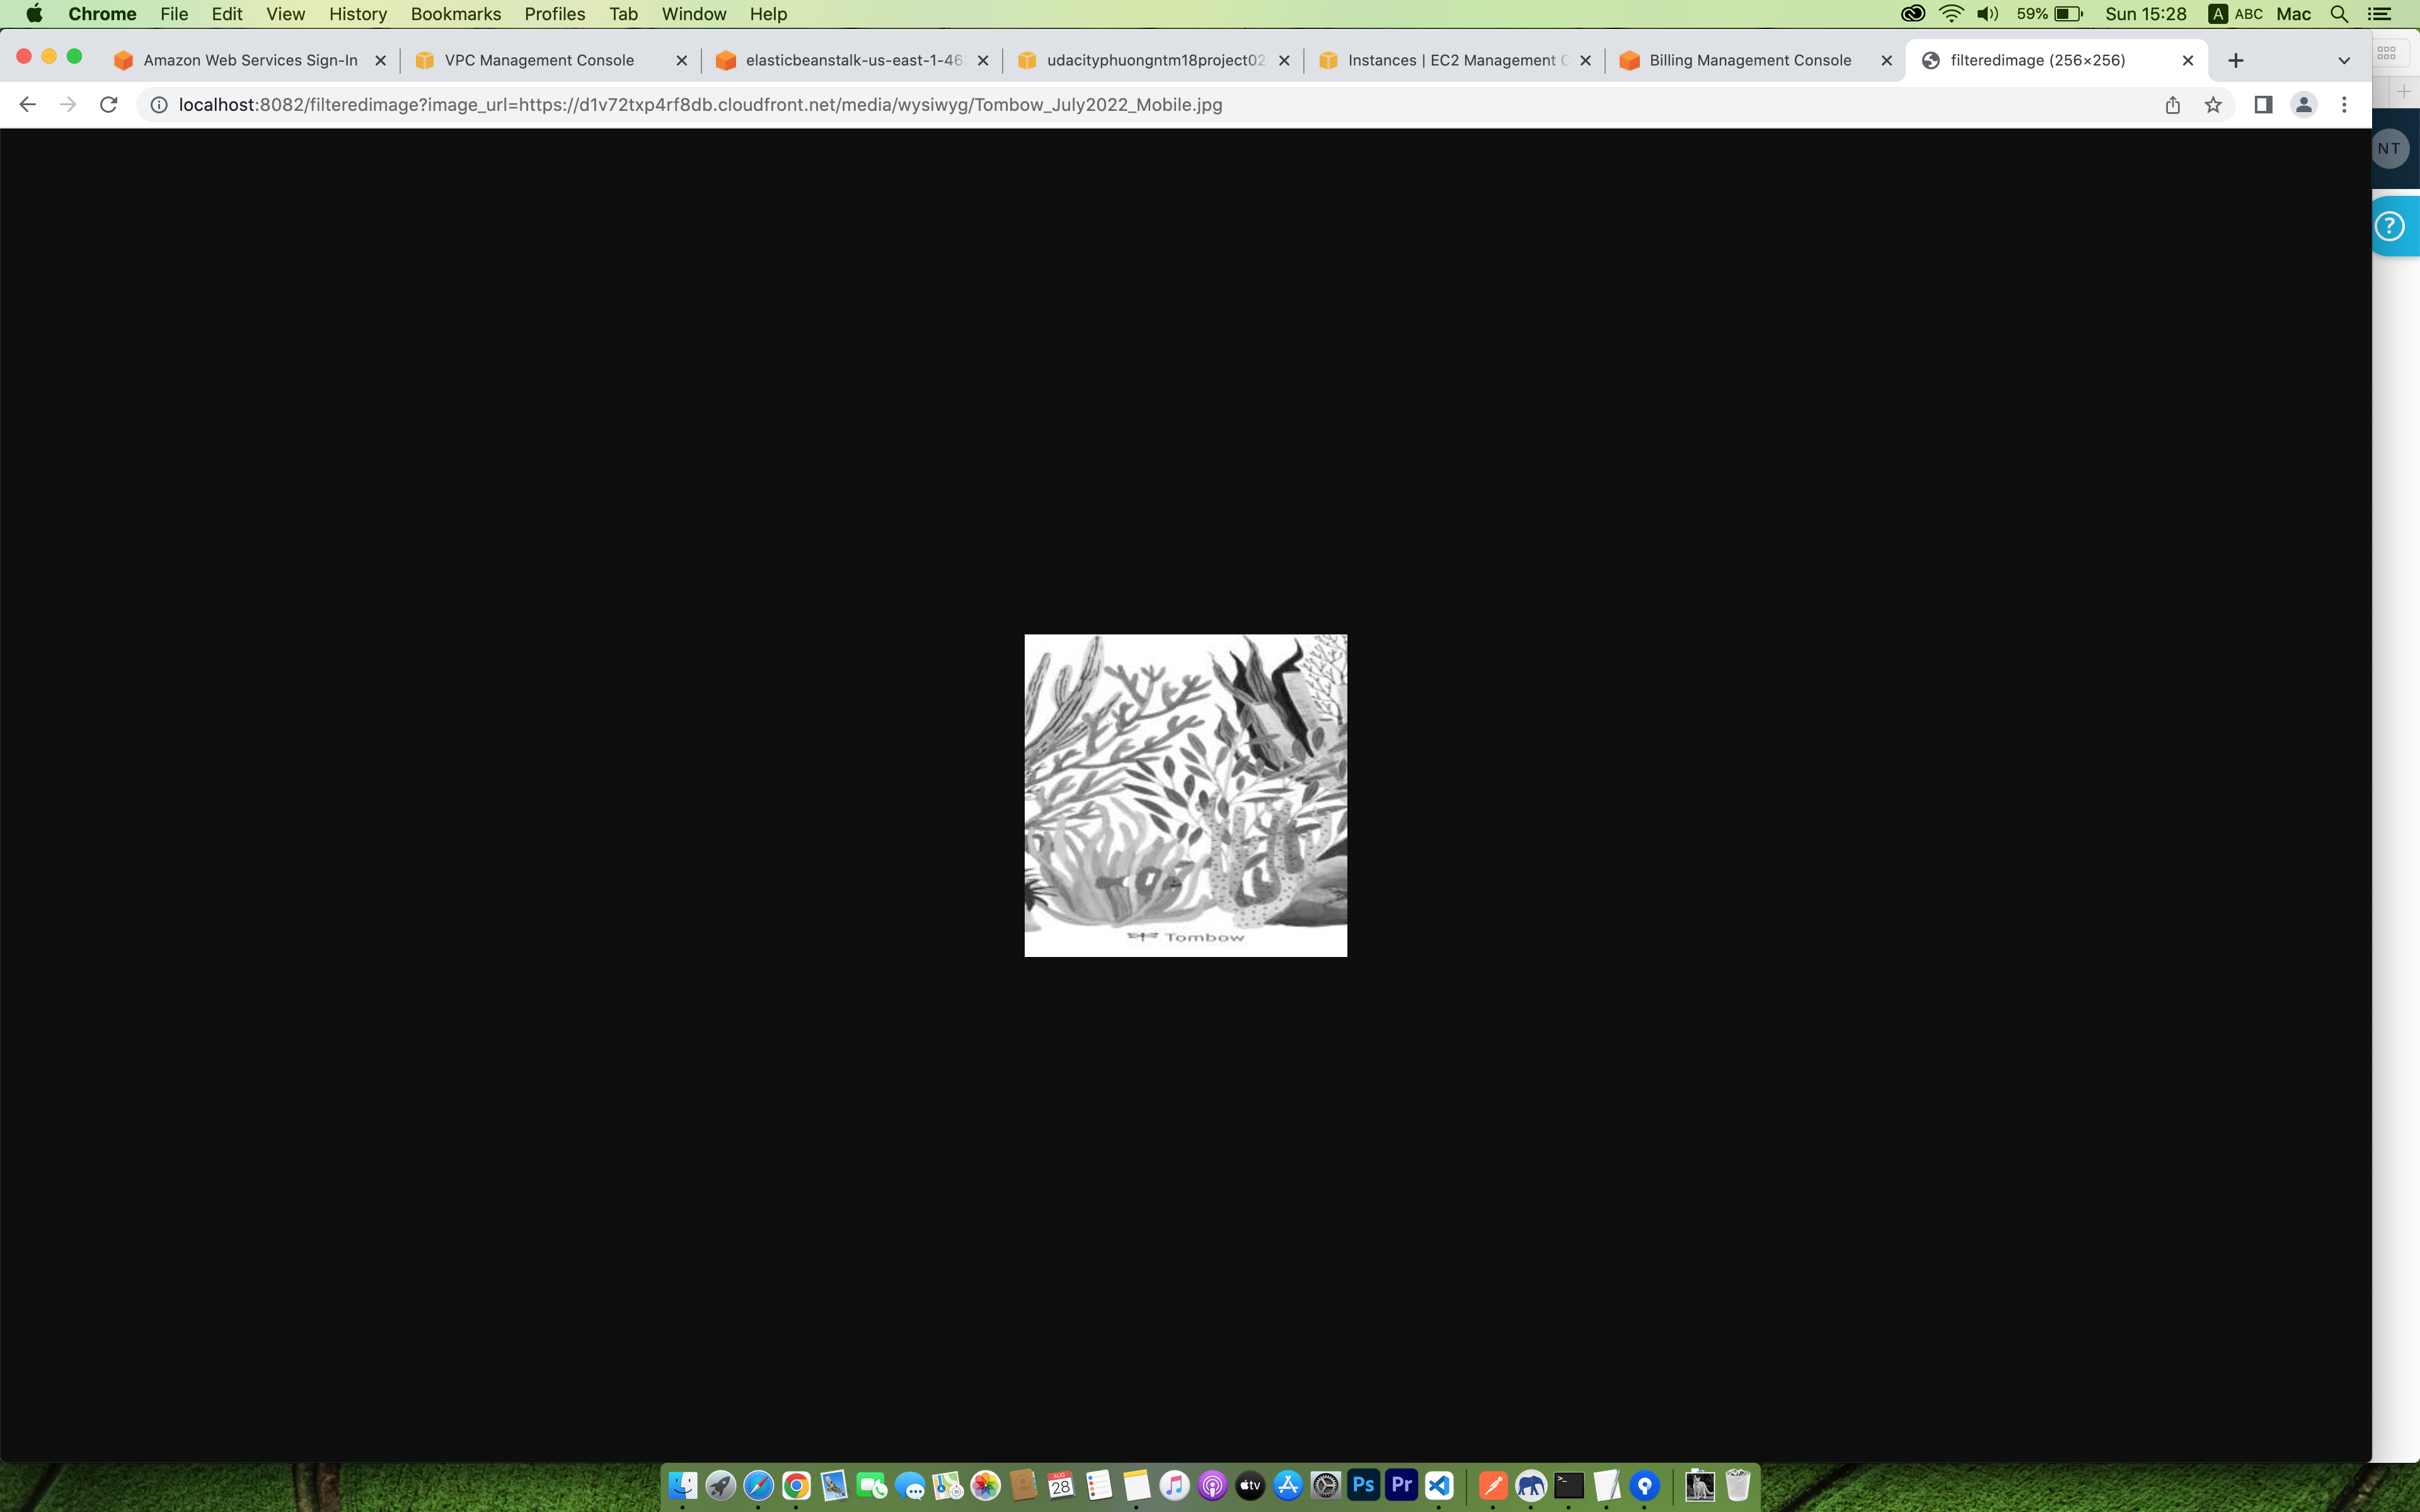 Chrome File Edit View History Bookmarks Profiles Tab Window Help 59% Sun 15:28 A ABC Mac
Amazon Web Services Sign-In VPC Management Console elasticbeanstalk-us-east-1-46 udacityphuongntm18project02 Instances | EC2 Management C Billing Management Console filteredimage (256×256)
localhost:8082/filteredimage?image_url=https://d1v72txp4rf8db.cloudfront.net/media/wysiwyg/Tombow_July2022_Mobile.jpg
NT
?
Tombow
AUG
28
tv
Ps
Pr